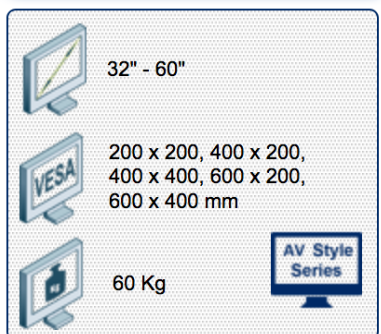 32" - 60"
VESA
200 x 200, 400 x 200,
400 x 400, 600 x 200,
600 x 400 mm
KG
60 Kg
AV Style
Series